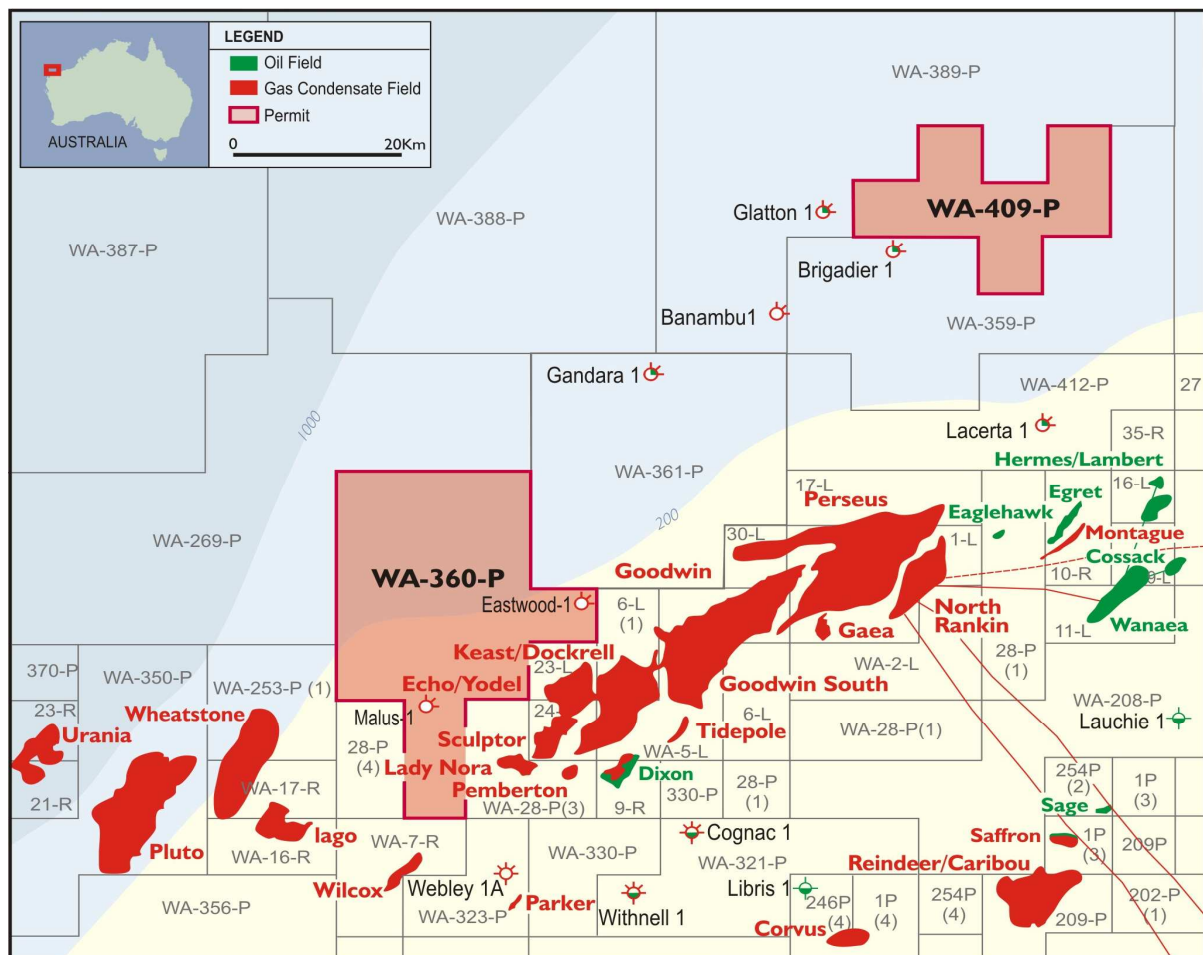 LEGEND
Oil Field
Gas Condensate Field
Permit
0 20Km
AUSTRALIA
WA-389-P
WA-409-P
Glatton 1
WA-388-P
WA-387-P
Brigadier 1
Banambu1
WA-359-P
Gandara 1
WA-412-P
27
1000
Lacerta 1
35-R
Hermes/Lambert
WA-361-P
17-L
16-L
Perseus
Egret
Eaglehawk
200
WA-269-P
30-L
1-L
Montague
Cossack
WA-360-P
Goodwin
10-R
9-L
Eastwood-1
6-L
(1)
North
Rankin
Gaea
Wanaea
11-L
Keast/Dockrell
23-L
28-P
(1)
WA-2-L
370-P
WA-350-P
WA-253-P (1)
Echo/Yodel
Goodwin South
WA-208-P
23-R
Wheatstone
Malus-1
24-
6-L
Lauchie 1
Urania
28-P
(4)
Sculptor
Tidepole
WA-28-P(1)
WA-5-L
Lady Nora
Dixon
254P
(2)
1P
(3)
WA-17-R
28-P
(1)
21-R
Pemberton
WA-28-P(3)
9-R
330-P
Sage
Iago
Cognac 1
Saffron
1P
(3)
209P
Pluto
WA-16-R
WA-7-R
WA-330-P
WA-321-P
Reindeer/Caribou
Wilcox
Webley 1A
Libris 1
WA-356-P
WA-323-P
Parker
Withnell 1
246P
(4)
1P
(4)
254P
(4)
209-P
202-P
(1)
Corvus